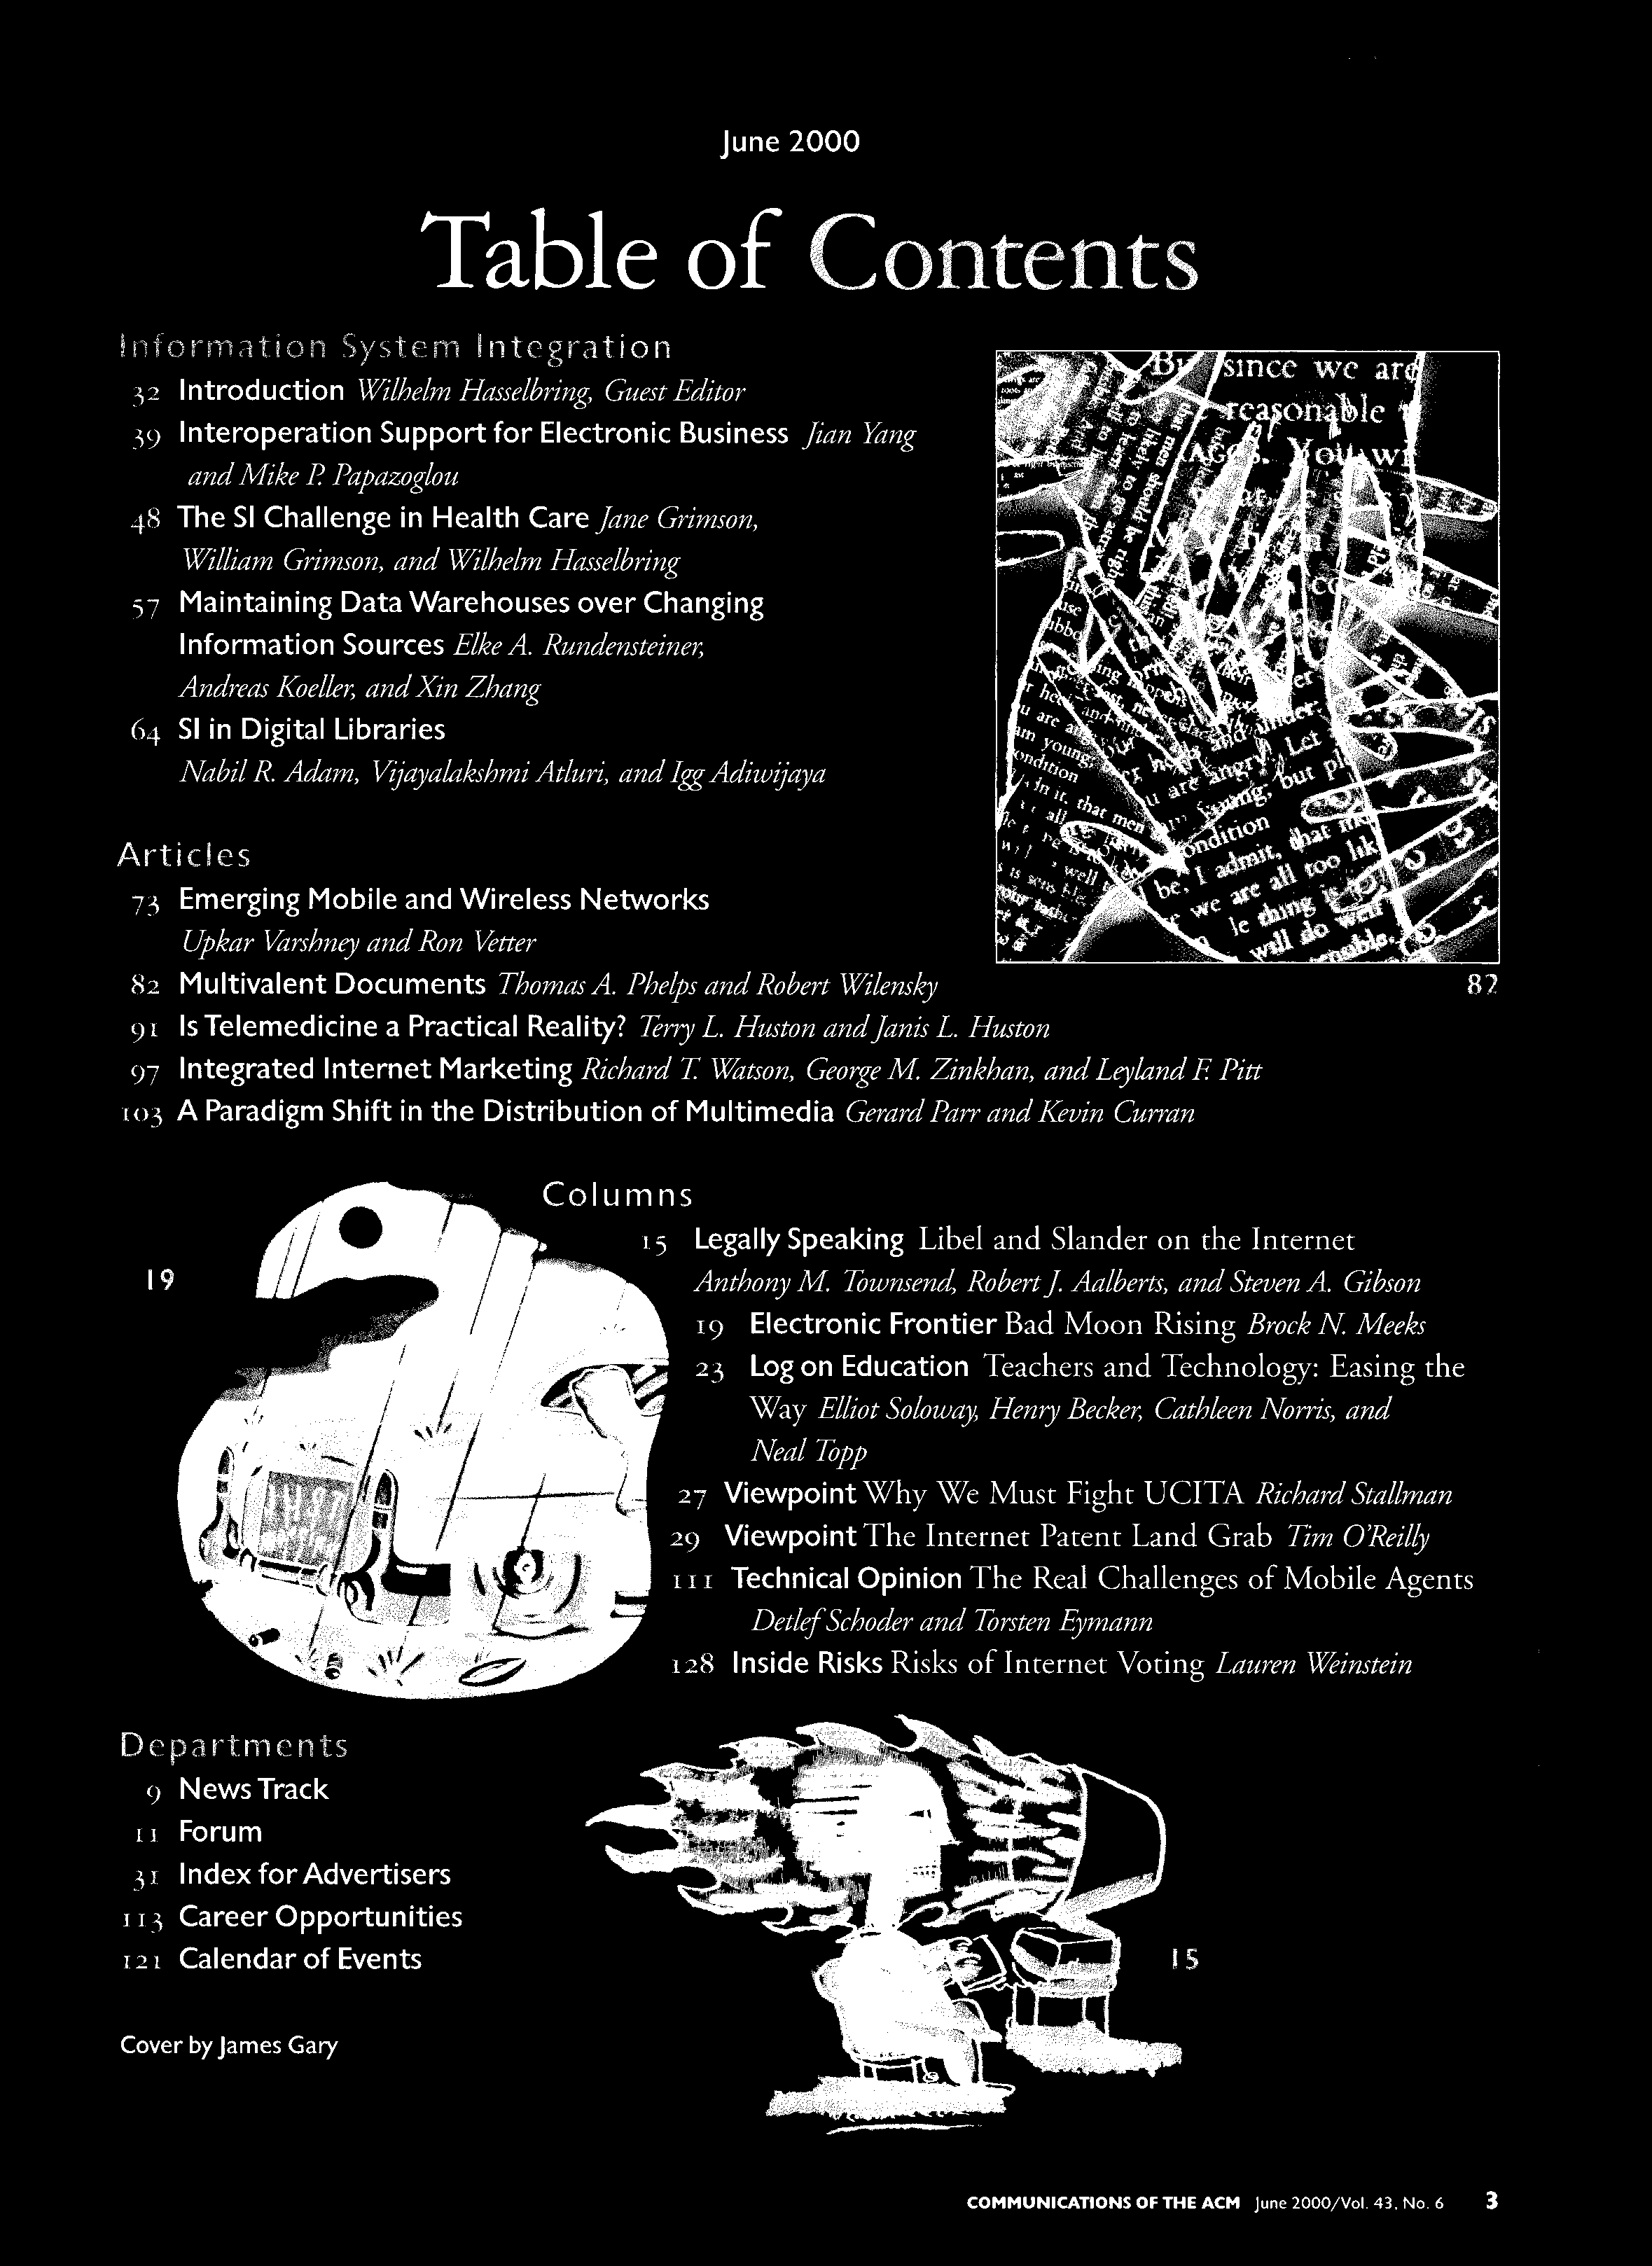 June 2000
Table of Contents
Information System Integration
32 Introduction Wilhelm Hasselbring, Guest Editor
39 Interoperation Support for Electronic Business Jian Yang
and Mike P. Papazoglou
48 The SI Challenge in Health Care Jane Grimson,
William Grimson, and Wilhelm Hasselbring
57 Maintaining Data Warehouses over Changing
Information Sources Elke A. Rundensteiner,
Andreas Koeller, and Xin Zhang
64 SI in Digital Libraries
Nabil R. Adam, Vijayalakshmi Atluri, and Igg Adiwijaya
since we are
reasonable
Articles
73 Emerging Mobile and Wireless Networks
Upkar Varshney and Ron Vetter
82 Multivalent Documents Thomas A. Phelps and Robert Wilensky
82
91 Is Telemedicine a Practical Reality? Terry L. Huston and Janis L. Huston
97 Integrated Internet Marketing Richard T. Watson, George M. Zinkhan, and Leyland F. Pitt
103 A Paradigm Shift in the Distribution of Multimedia Gerard Parr and Kevin Curran
19
Columns
15 Legally Speaking Libel and Slander on the Internet
Anthony M. Townsend, Robert J. Aalberts, and Steven A. Gibson
19 Electronic Frontier Bad Moon Rising Brock N. Meeks
23 Log on Education Teachers and Technology: Easing the
Way Elliot Soloway, Henry Becker, Cathleen Norris, and
Neal Topp
27 Viewpoint Why We Must Fight UCITA Richard Stallman
29 Viewpoint The Internet Patent Land Grab Tim O'Reilly
111 Technical Opinion The Real Challenges of Mobile Agents
Detlef Schoder and Torsten Eymann
128 Inside Risks Risks of Internet Voting Lauren Weinstein
Departments
9 News Track
11 Forum
31 Index for Advertisers
113 Career Opportunities
121 Calendar of Events
15
Cover by James Gary
COMMUNICATIONS OF THE ACM June 2000/Vol. 43, No. 6 3